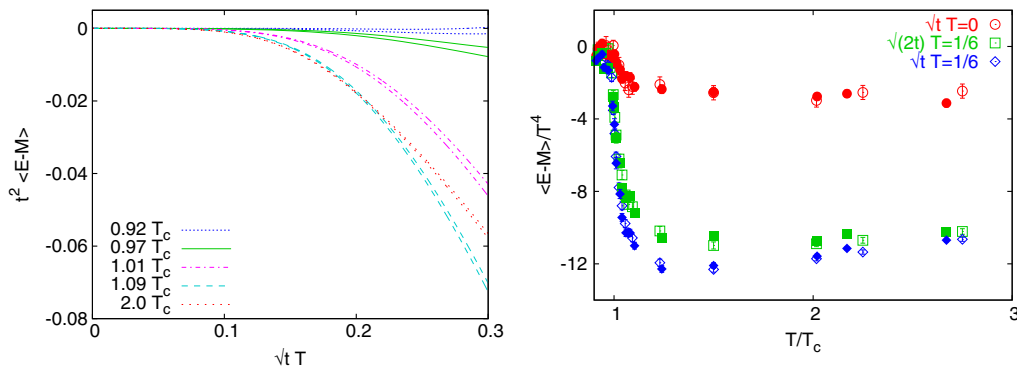 0
-0.02
-0.04
-0.06
-0.08
t² <E-M>
0.92 T_c
0.97 T_c
1.01 T_c
1.09 T_c
2.0 T_c
0 0.1 0.2 0.3
√t T
√t T=0
√(2t) T=1/6
√t T=1/6
0
-4
-8
-12
<E-M>/T⁴
1 2 3
T/T_c